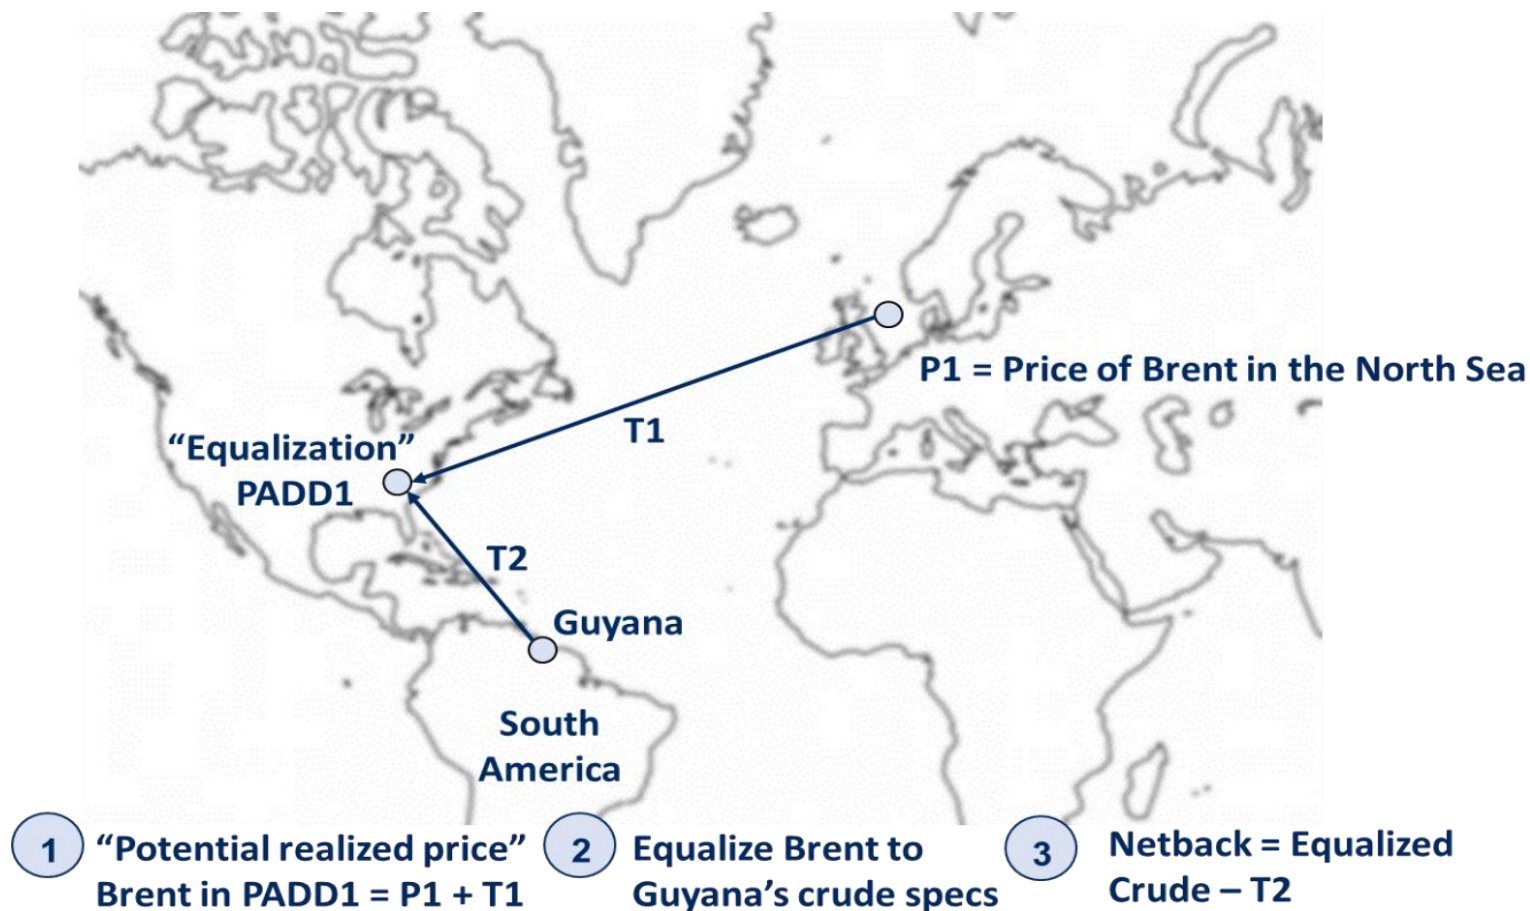 P1 = Price of Brent in the North Sea
T1
“Equalization”
PADD1
T2
Guyana
South
America
1
“Potential realized price”
Brent in PADD1 = P1 + T1
2
Equalize Brent to
Guyana’s crude specs
3
Netback = Equalized
Crude – T2